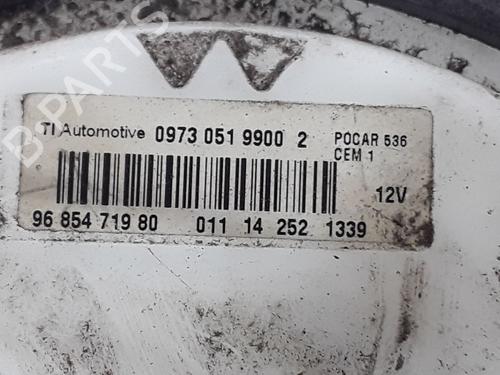 B-PARTS
TI Automotive 0973 051 9900 2 POCAR 536
CEM 1
12V
96 854 719 80 011 14 252 1339